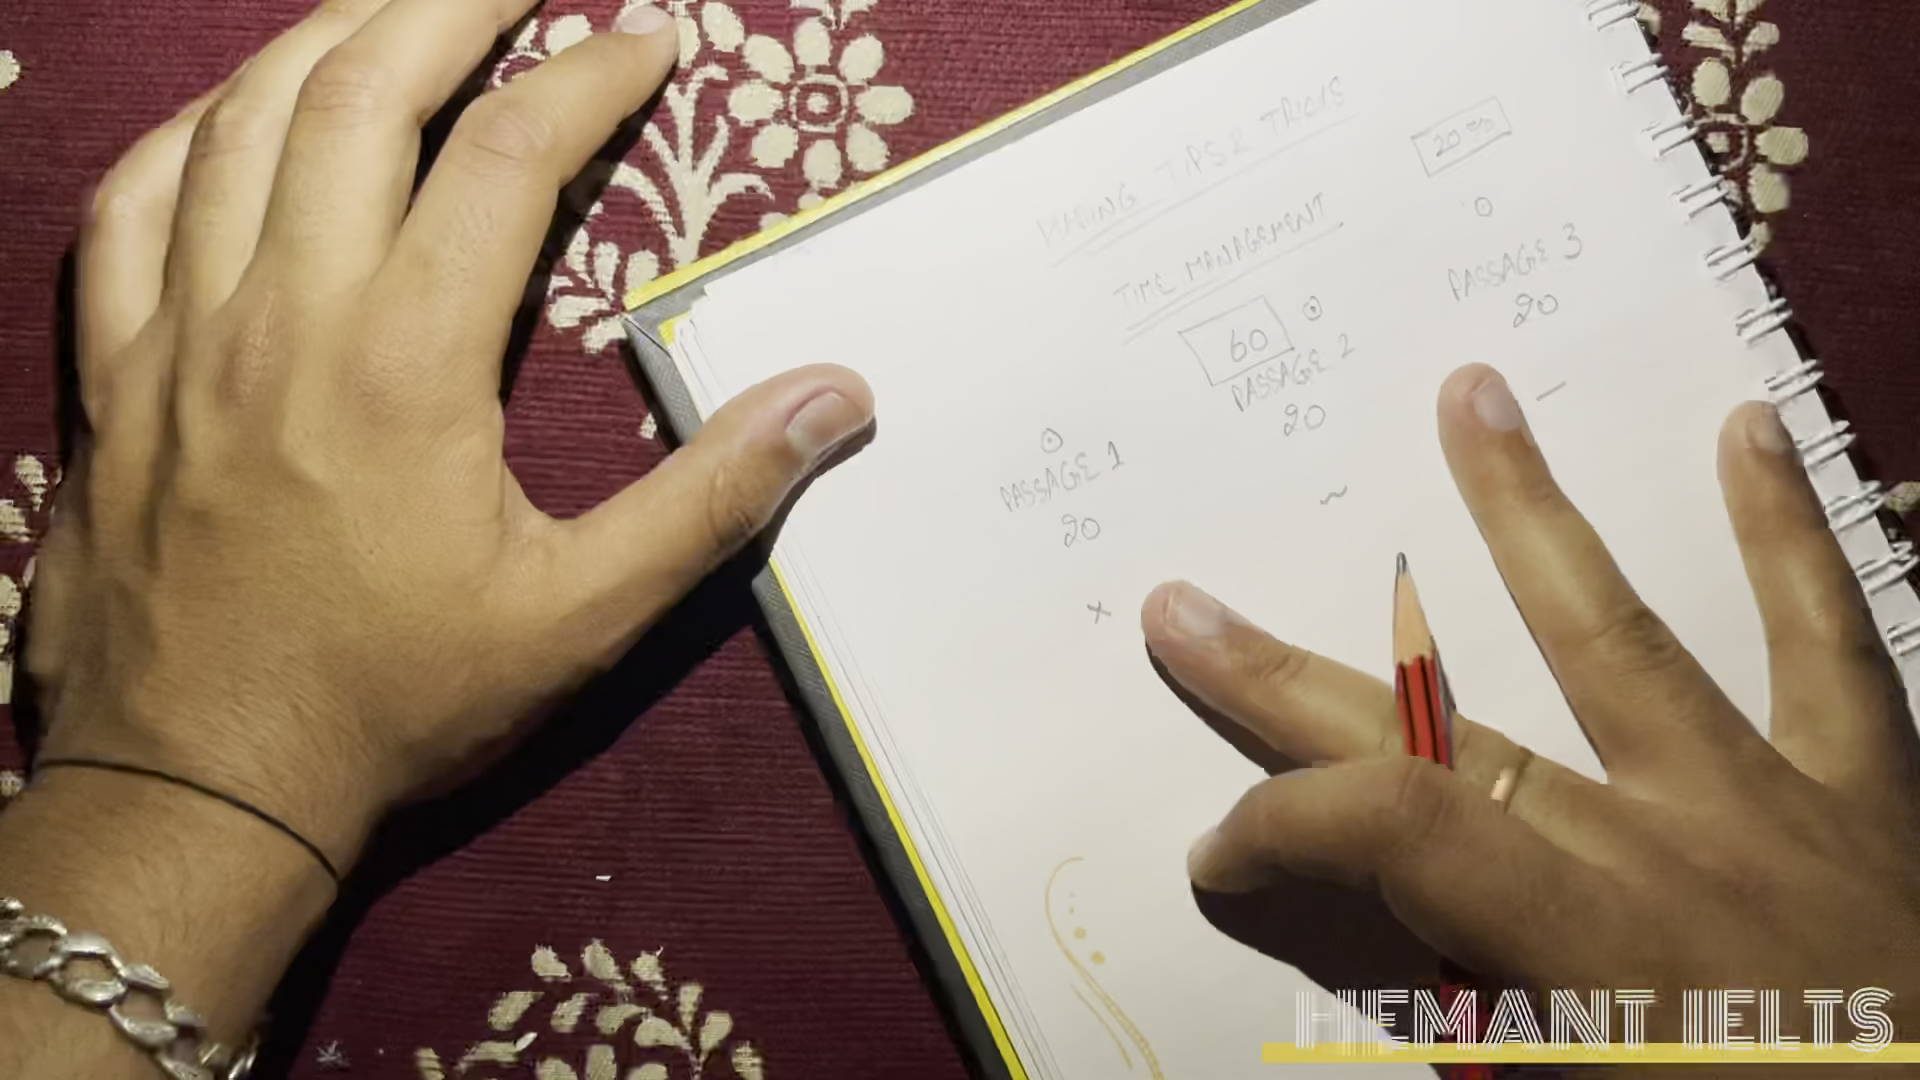 READING TIPS & TRICKS
20
TIME MANAGEMENT
60
PASSAGE 1
20
PASSAGE 2
20
PASSAGE 3
20
HEMANT IELTS